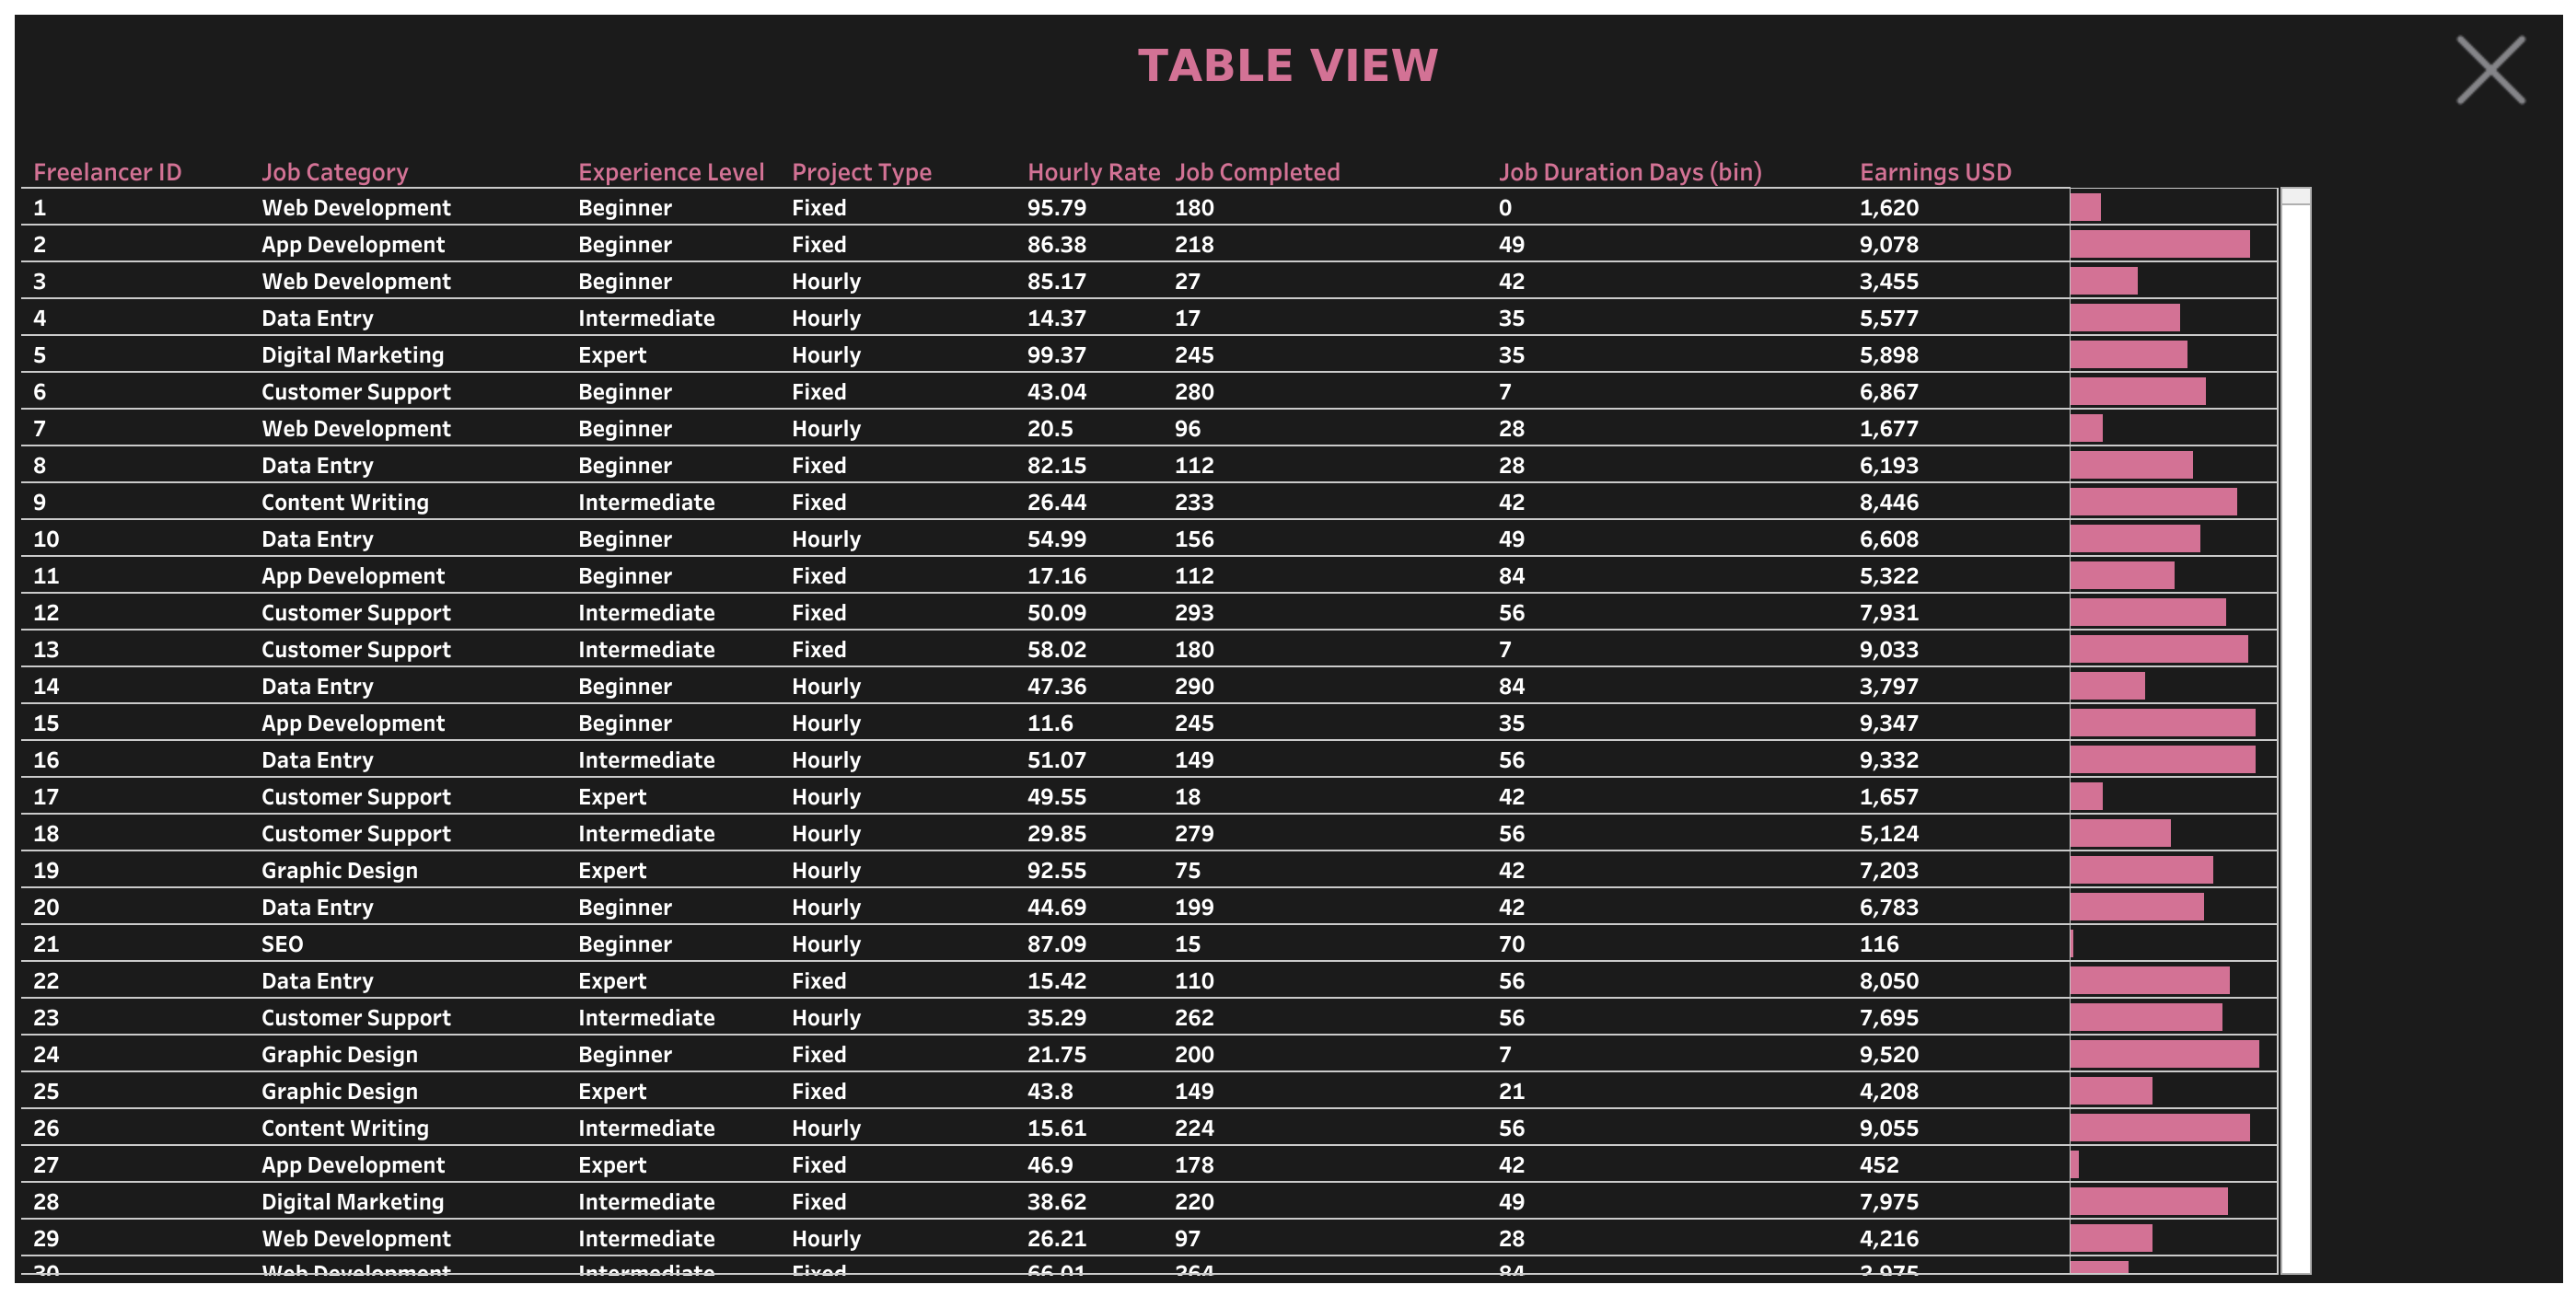 TABLE VIEW
Freelancer ID Job Category Experience Level Project Type Hourly Rate Job Completed Job Duration Days (bin) Earnings USD
1 Web Development Beginner Fixed 95.79 180 0 1,620
2 App Development Beginner Fixed 86.38 218 49 9,078
3 Web Development Beginner Hourly 85.17 27 42 3,455
4 Data Entry Intermediate Hourly 14.37 17 35 5,577
5 Digital Marketing Expert Hourly 99.37 245 35 5,898
6 Customer Support Beginner Fixed 43.04 280 7 6,867
7 Web Development Beginner Hourly 20.5 96 28 1,677
8 Data Entry Beginner Fixed 82.15 112 28 6,193
9 Content Writing Intermediate Fixed 26.44 233 42 8,446
10 Data Entry Beginner Hourly 54.99 156 49 6,608
11 App Development Beginner Fixed 17.16 112 84 5,322
12 Customer Support Intermediate Fixed 50.09 293 56 7,931
13 Customer Support Intermediate Fixed 58.02 180 7 9,033
14 Data Entry Beginner Hourly 47.36 290 84 3,797
15 App Development Beginner Hourly 11.6 245 35 9,347
16 Data Entry Intermediate Hourly 51.07 149 56 9,332
17 Customer Support Expert Hourly 49.55 18 42 1,657
18 Customer Support Intermediate Hourly 29.85 279 56 5,124
19 Graphic Design Expert Hourly 92.55 75 42 7,203
20 Data Entry Beginner Hourly 44.69 199 42 6,783
21 SEO Beginner Hourly 87.09 15 70 116
22 Data Entry Expert Fixed 15.42 110 56 8,050
23 Customer Support Intermediate Hourly 35.29 262 56 7,695
24 Graphic Design Beginner Fixed 21.75 200 7 9,520
25 Graphic Design Expert Fixed 43.8 149 21 4,208
26 Content Writing Intermediate Hourly 15.61 224 56 9,055
27 App Development Expert Fixed 46.9 178 42 452
28 Digital Marketing Intermediate Fixed 38.62 220 49 7,975
29 Web Development Intermediate Hourly 26.21 97 28 4,216
30 Web Development Intermediate Fixed